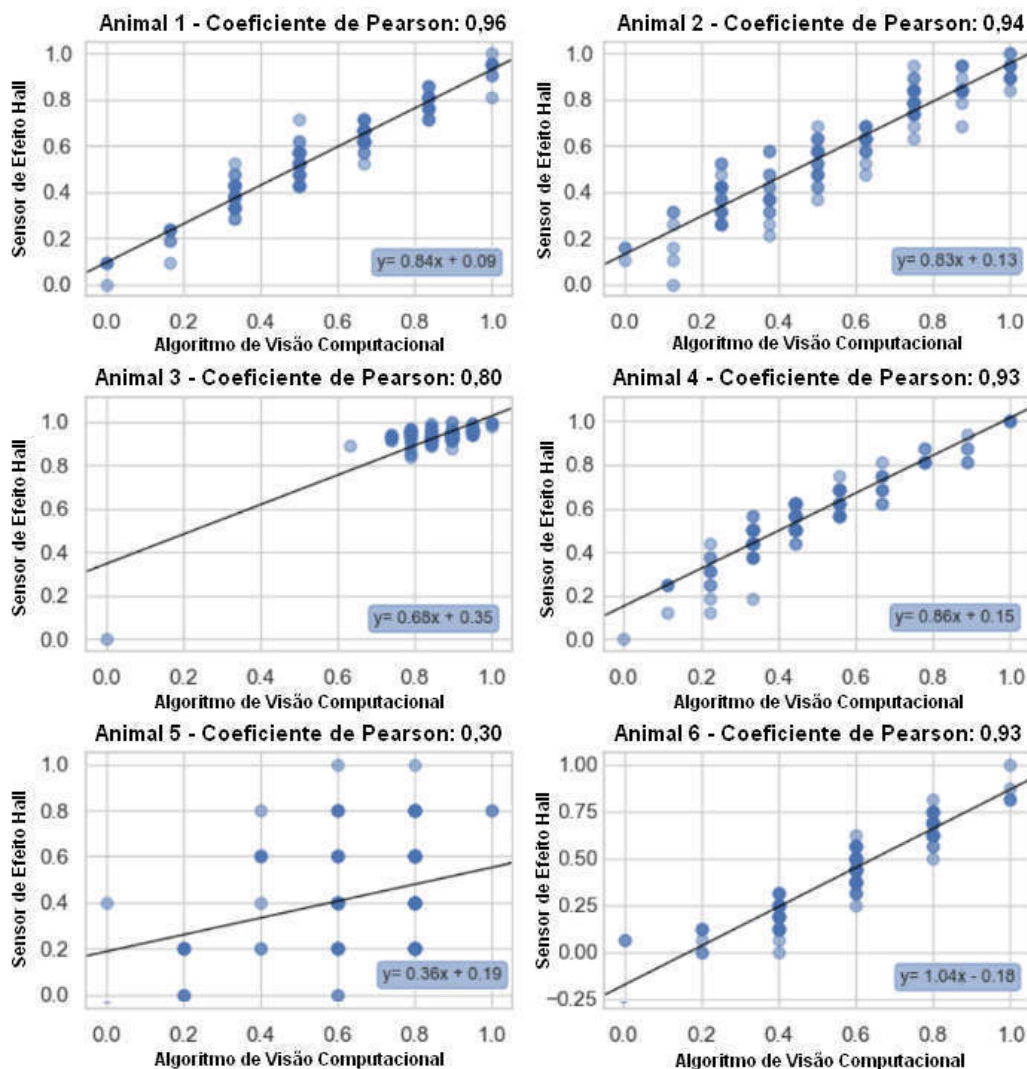 Animal 1 - Coeficiente de Pearson: 0,96
Sensor de Efeito Hall
1.0
0.8
0.6
0.4
0.2
0.0
y= 0.84x + 0.09
0.0 0.2 0.4 0.6 0.8 1.0
Algoritmo de Visão Computacional
Animal 2 - Coeficiente de Pearson: 0,94
Sensor de Efeito Hall
1.0
0.8
0.6
0.4
0.2
0.0
y= 0.83x + 0.13
0.0 0.2 0.4 0.6 0.8 1.0
Algoritmo de Visão Computacional
Animal 3 - Coeficiente de Pearson: 0,80
Sensor de Efeito Hall
1.0
0.8
0.6
0.4
0.2
0.0
y= 0.68x + 0.35
0.0 0.2 0.4 0.6 0.8 1.0
Algoritmo de Visão Computacional
Animal 4 - Coeficiente de Pearson: 0,93
Sensor de Efeito Hall
1.0
0.8
0.6
0.4
0.2
0.0
y= 0.86x + 0.15
0.0 0.2 0.4 0.6 0.8 1.0
Algoritmo de Visão Computacional
Animal 5 - Coeficiente de Pearson: 0,30
Sensor de Efeito Hall
1.0
0.8
0.6
0.4
0.2
0.0
y= 0.36x + 0.19
0.0 0.2 0.4 0.6 0.8 1.0
Algoritmo de Visão Computacional
Animal 6 - Coeficiente de Pearson: 0,93
Sensor de Efeito Hall
1.00
0.75
0.50
0.25
0.00
−0.25
y= 1.04x - 0.18
0.0 0.2 0.4 0.6 0.8 1.0
Algoritmo de Visão Computacional